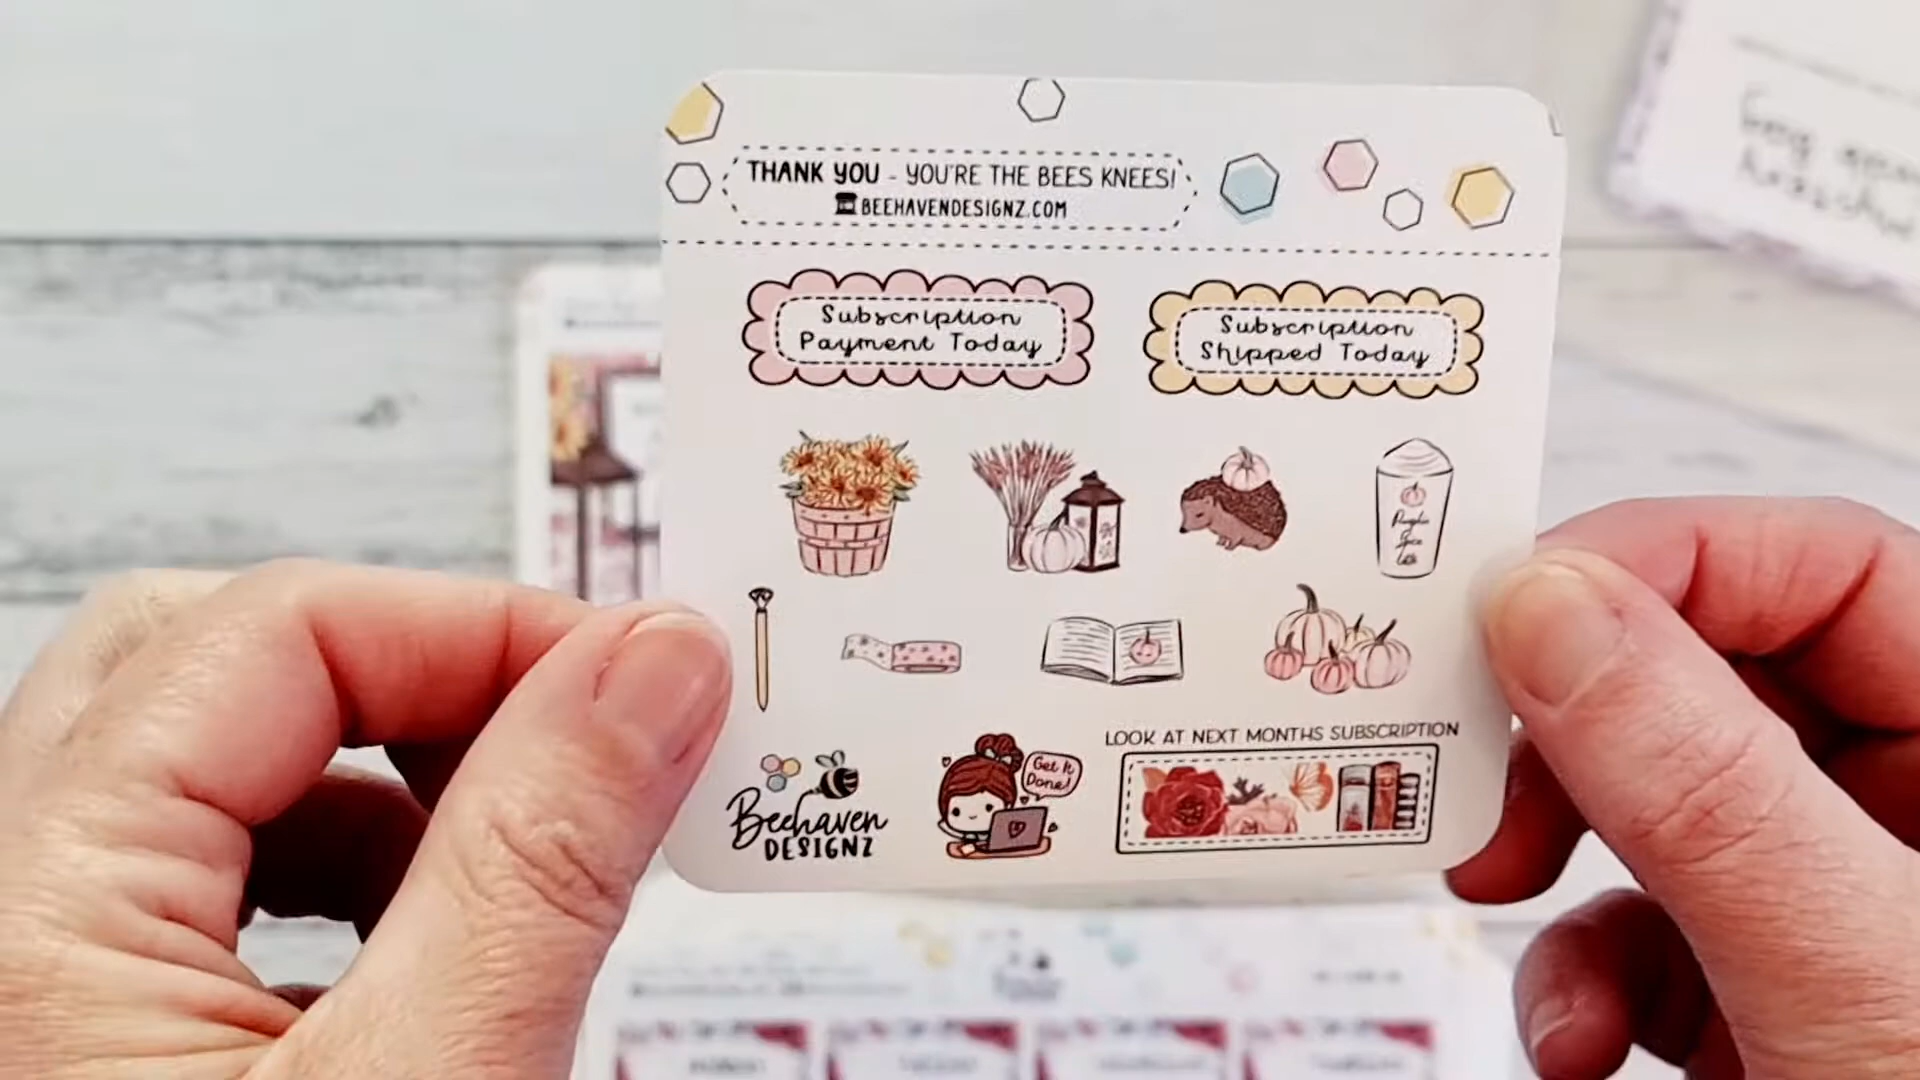 THANK YOU - YOU'RE THE BEES KNEES!
BEEHAVENDESIGNZ.COM
Subscription
Payment Today
Subscription
Shipped Today
Spice
Get It
Done!
LOOK AT NEXT MONTHS SUBSCRIPTION
Beehaven
DESIGNZ